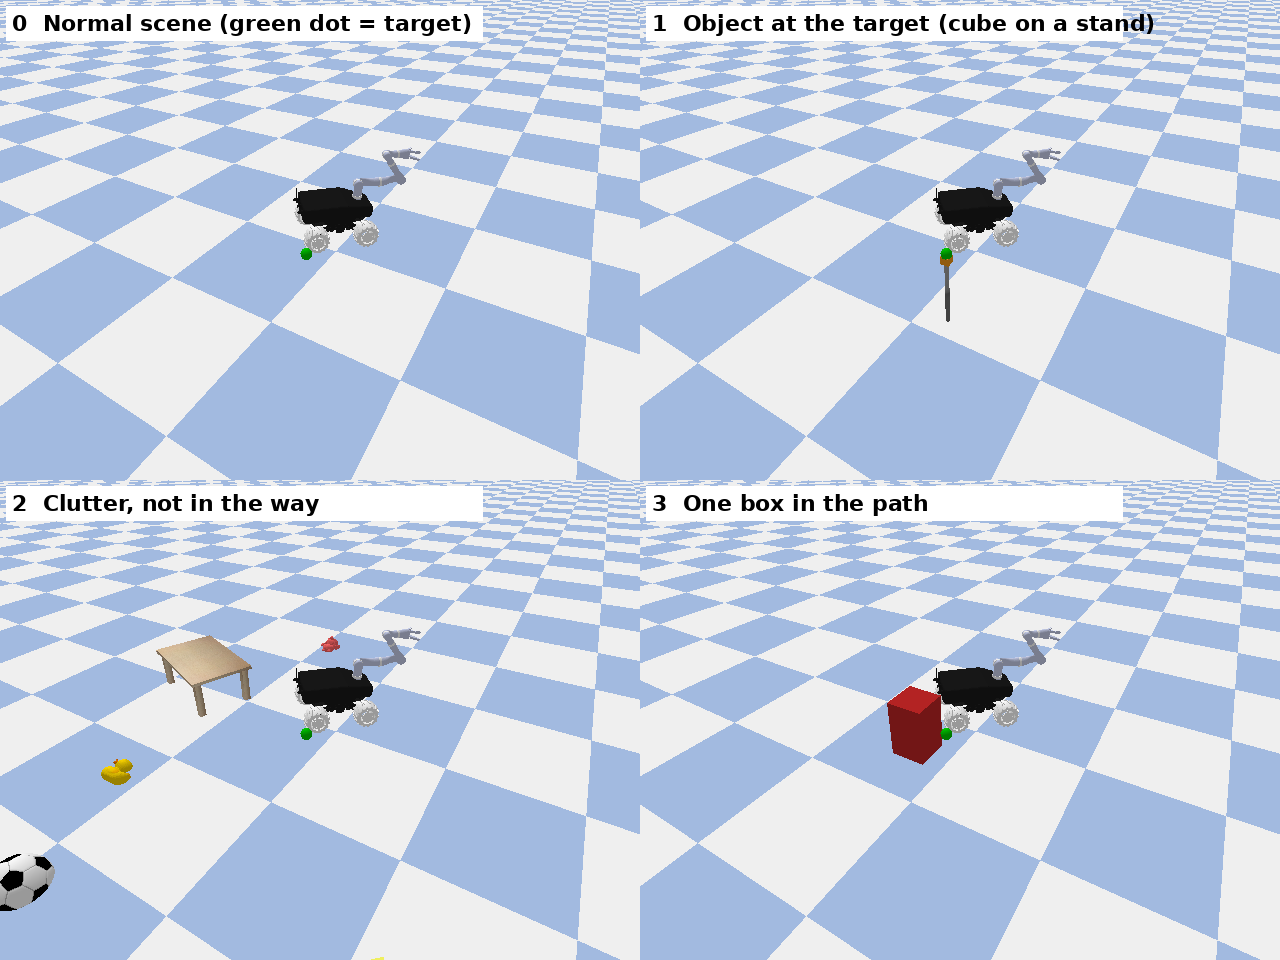 0  Normal scene (green dot = target)
1  Object at the target (cube on a stand)
2  Clutter, not in the way
3  One box in the path